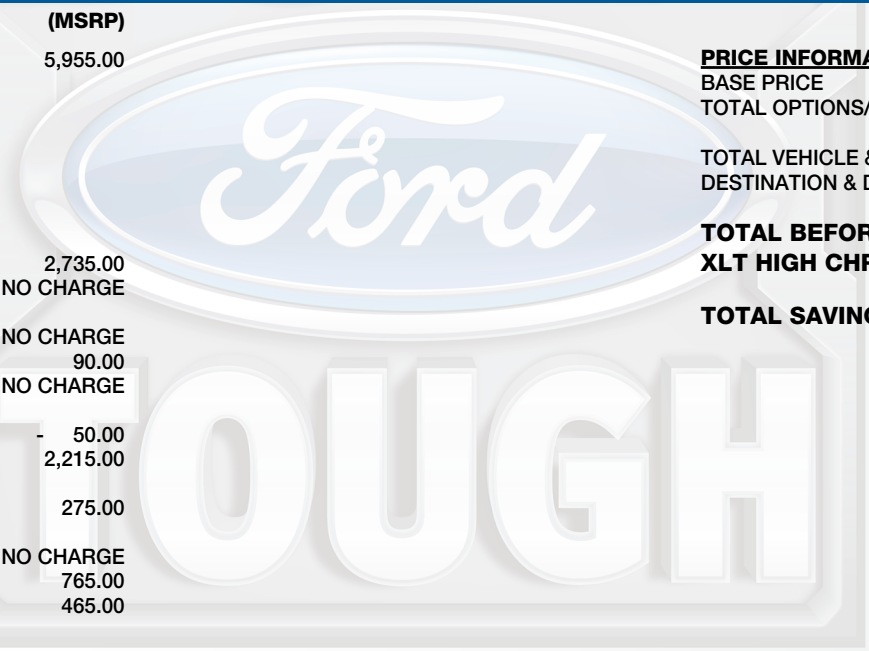 (MSRP)
5,955.00
2,735.00
NO CHARGE
NO CHARGE
90.00
NO CHARGE
- 50.00
2,215.00
275.00
NO CHARGE
765.00
465.00
Ford
TOUGH
PRICE INFORMA
BASE PRICE
TOTAL OPTIONS/
TOTAL VEHICLE &
DESTINATION & D
TOTAL BEFOR
XLT HIGH CHR
TOTAL SAVING